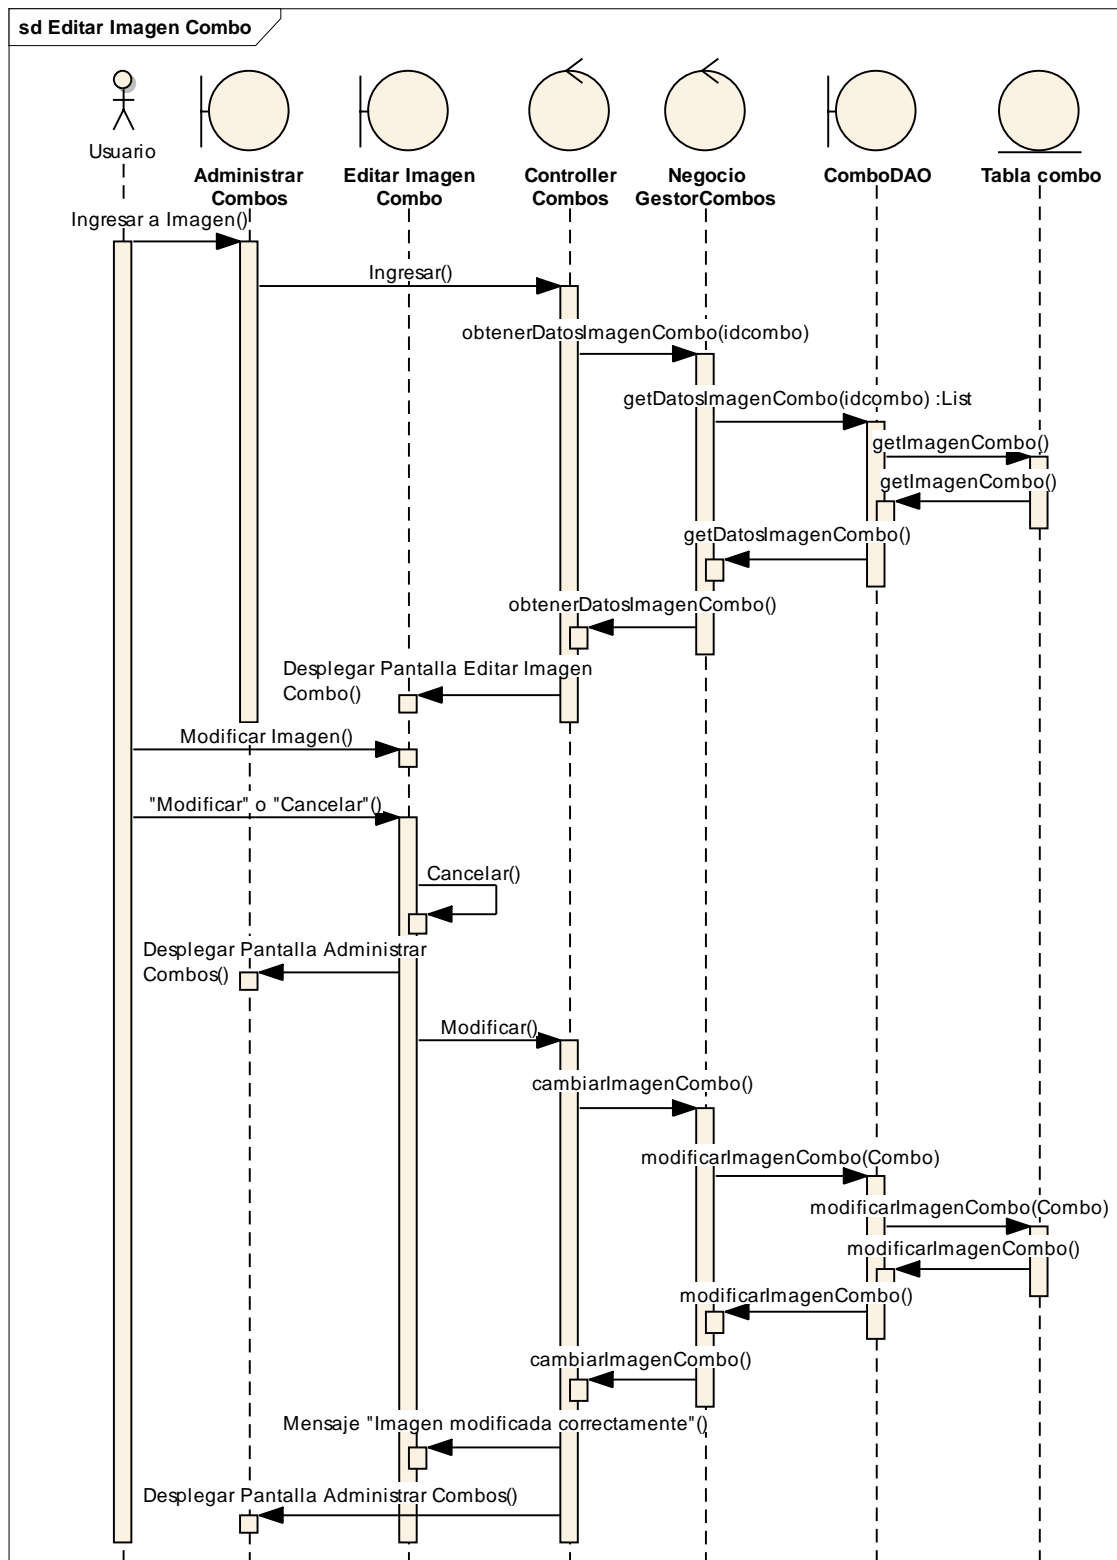 sd Editar Imagen Combo
Usuario
Administrar
Combos
Editar Imagen
Combo
Controller
Combos
Negocio
GestorCombos
ComboDAO
Tabla combo
Ingresar a Imagen()
Ingresar()
obtenerDatosImagenCombo(idcombo)
getDatosImagenCombo(idcombo) :List
getImagenCombo()
getImagenCombo()
getDatosImagenCombo()
obtenerDatosImagenCombo()
Desplegar Pantalla Editar Imagen
Combo()
Modificar Imagen()
"Modificar" o "Cancelar"()
Cancelar()
Desplegar Pantalla Administrar
Combos()
Modificar()
cambiarImagenCombo()
modificarImagenCombo(Combo)
modificarImagenCombo(Combo)
modificarImagenCombo()
modificarImagenCombo()
cambiarImagenCombo()
Mensaje "Imagen modificada correctamente"()
Desplegar Pantalla Administrar Combos()